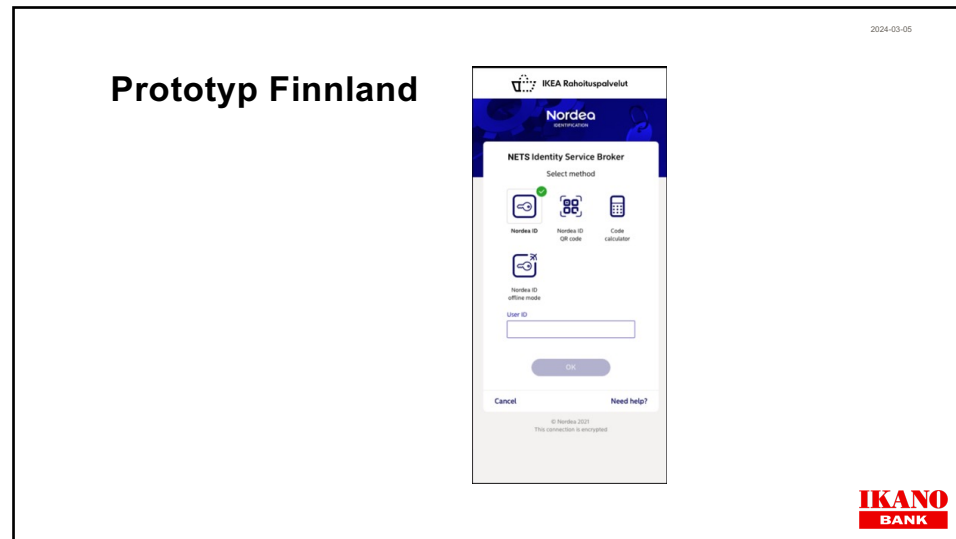 2024-03-05
Prototyp Finnland
IKEA Rahoituspalvelut
Nordea
IDENTIFICATION
NETS Identity Service Broker
Select method
Nordea ID
Nordea ID
QR code
Code
calculator
Nordea ID
offline mode
User ID
OK
Cancel
Need help?
© Nordea 2021
This connection is encrypted
IKANO
BANK